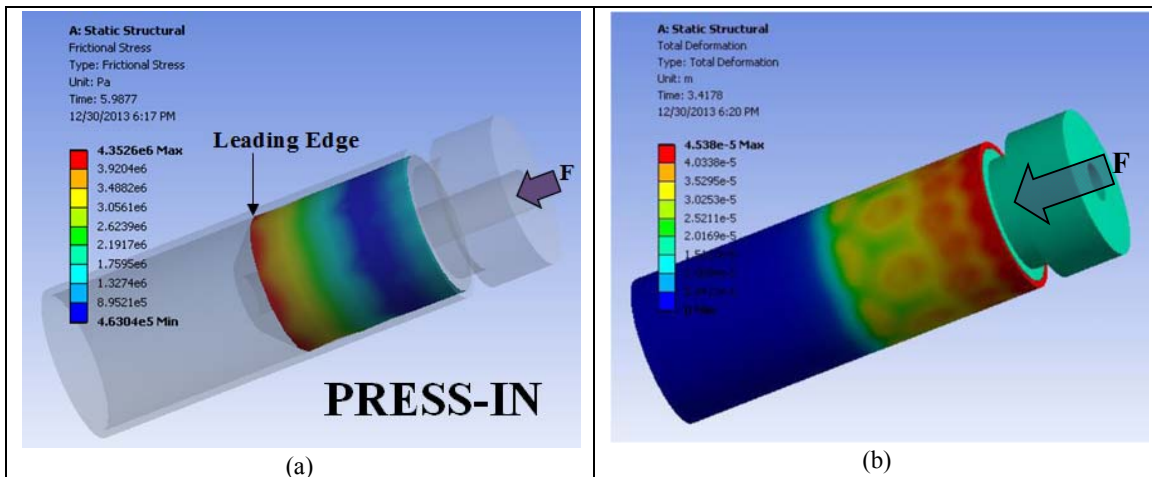 A: Static Structural
Frictional Stress
Type: Frictional Stress
Unit: Pa
Time: 5.9877
12/30/2013 6:17 PM
4.3526e6 Max
3.9204e6
3.4882e6
3.0561e6
2.6239e6
2.1917e6
1.7595e6
1.3274e6
8.9521e5
4.6304e5 Min
Leading Edge
F
PRESS-IN
(a)
A: Static Structural
Total Deformation
Type: Total Deformation
Unit: m
Time: 3.4178
12/30/2013 6:20 PM
4.538e-5 Max
4.0338e-5
3.5295e-5
3.0253e-5
2.5211e-5
2.0169e-5
F
(b)